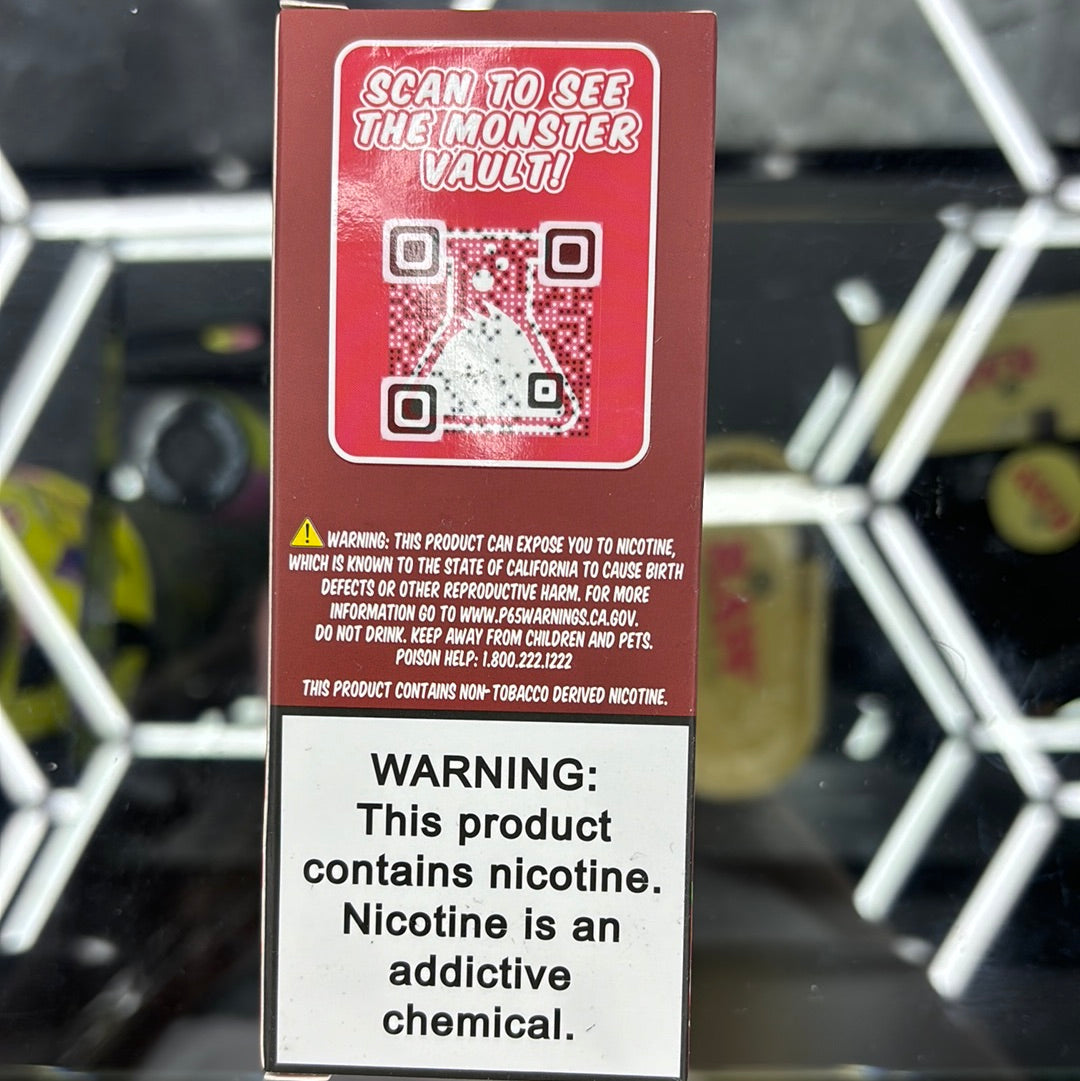 SCAN TO SEE
THE MONSTER
VAULT!
WARNING: THIS PRODUCT CAN EXPOSE YOU TO NICOTINE,
WHICH IS KNOWN TO THE STATE OF CALIFORNIA TO CAUSE BIRTH
DEFECTS OR OTHER REPRODUCTIVE HARM. FOR MORE
INFORMATION GO TO WWW.P65WARNINGS.CA.GOV.
DO NOT DRINK. KEEP AWAY FROM CHILDREN AND PETS.
POISON HELP: 1.800.222.1222
THIS PRODUCT CONTAINS NON-TOBACCO DERIVED NICOTINE.
WARNING:
This product
contains nicotine.
Nicotine is an
addictive
chemical.
RAW